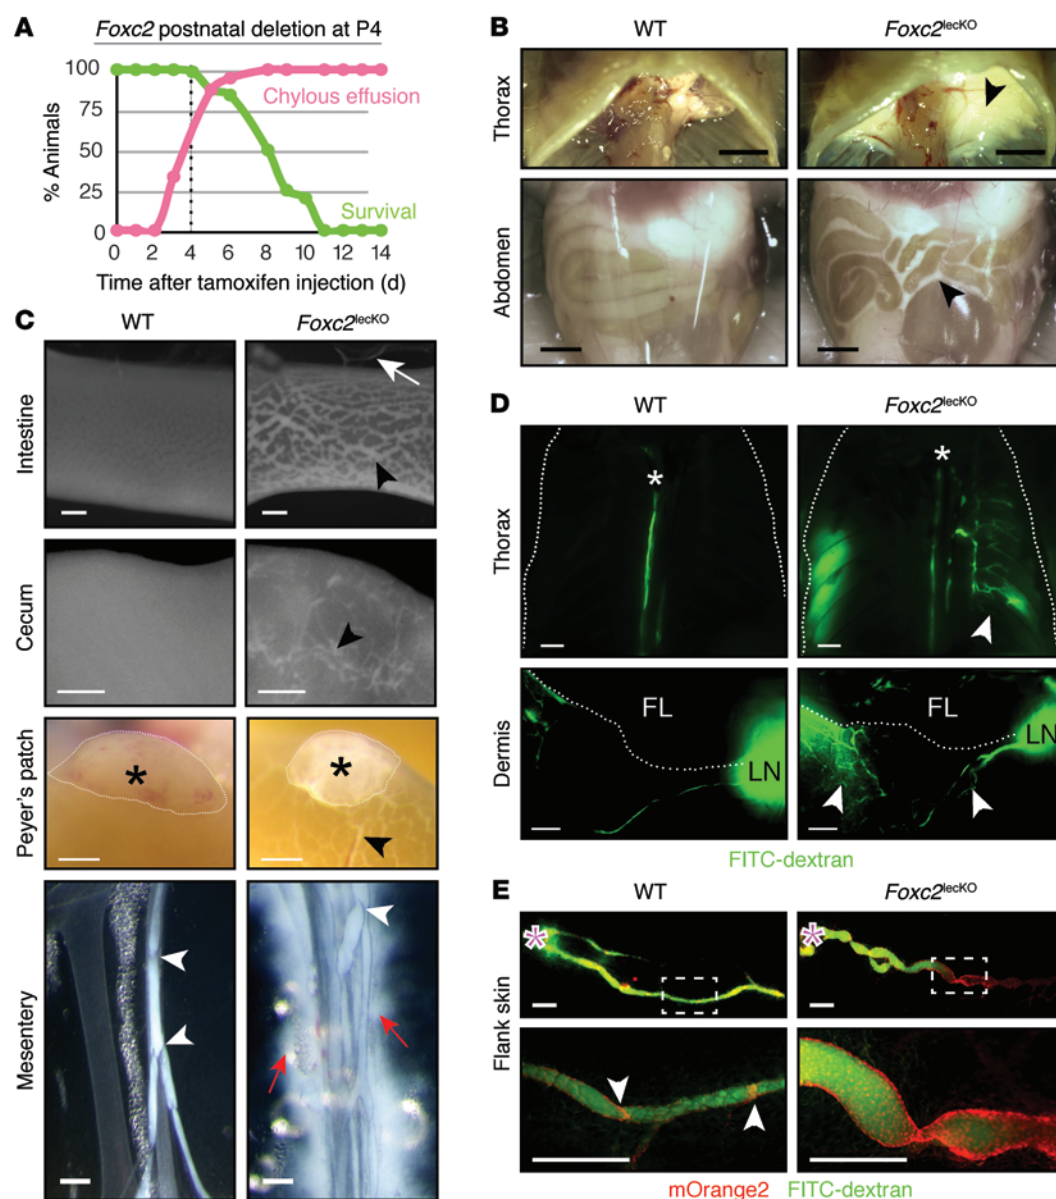 A
Foxc2 postnatal deletion at P4
100
75
50
25
0
% Animals
Chylous effusion
Survival
0 2 4 6 8 10 12 14
Time after tamoxifen injection (d)
B
WT
Foxc2lecKO
Thorax
Abdomen
C
WT
Foxc2lecKO
Intestine
Cecum
Peyer's patch
*
*
Mesentery
D
WT
Foxc2lecKO
Thorax
*
*
Dermis
FL
LN
FL
LN
FITC-dextran
E
WT
Foxc2lecKO
Flank skin
*
*
mOrange2 FITC-dextran